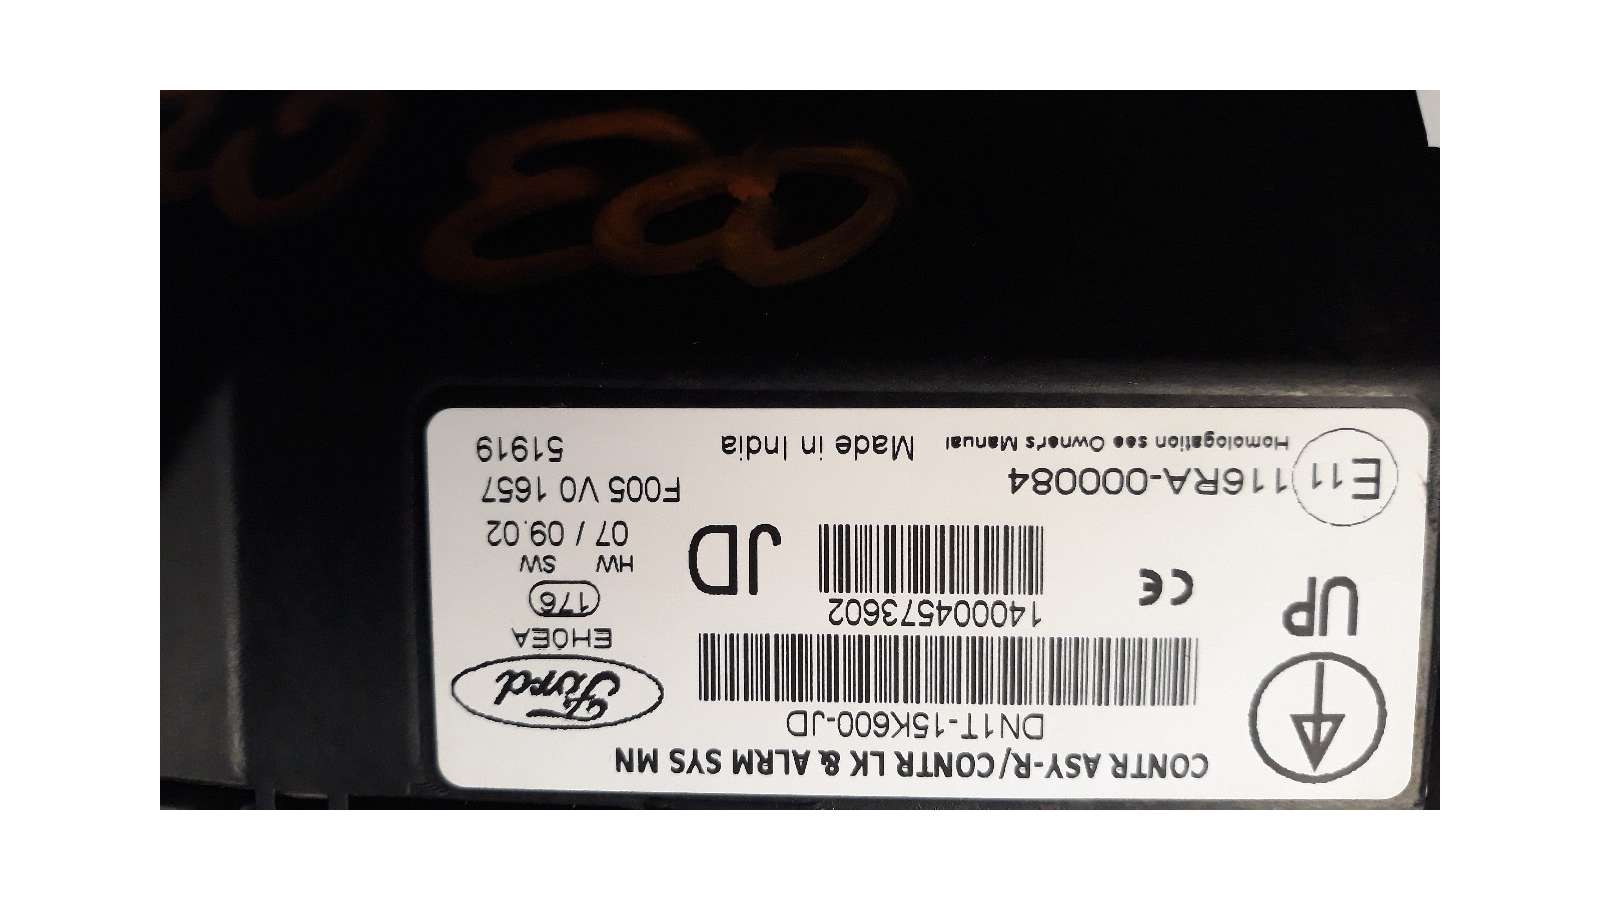 CONTR ASY-R/CONTR LK & ALRM SYS MN
DN1T-15K600-JD
UP
CE
140004573602
JD
Ford
EHOEA
176
HW SW
07 / 09.02
E11 116RA-000084
F005 V0 1657
Homologation see Owner's Manual Made in India
51919